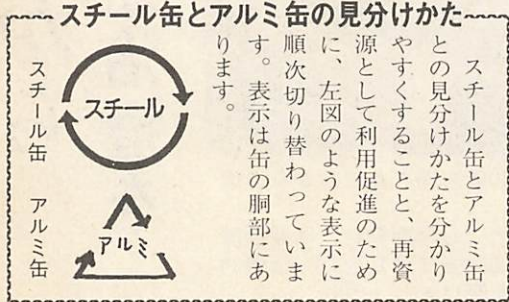 スチール缶とアルミ缶の見分けかた
スチール缶とアルミ缶
との見分けかたを分かり
やすくすることと、再資
源として利用促進のため
に、左図のような表示に
順次切り替わっていま
す。表示は缶の胴部にあ
ります。
スチール
スチール缶
アルミ
アルミ缶